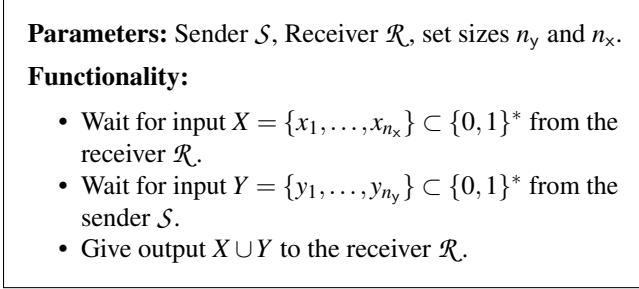 Parameters: Sender 𝒮, Receiver ℛ, set sizes n_y and n_x.
Functionality:
• Wait for input X = {x_1,...,x_{n_x}} ⊂ {0,1}* from the
receiver ℛ.
• Wait for input Y = {y_1,...,y_{n_y}} ⊂ {0,1}* from the
sender 𝒮.
• Give output X ∪ Y to the receiver ℛ.